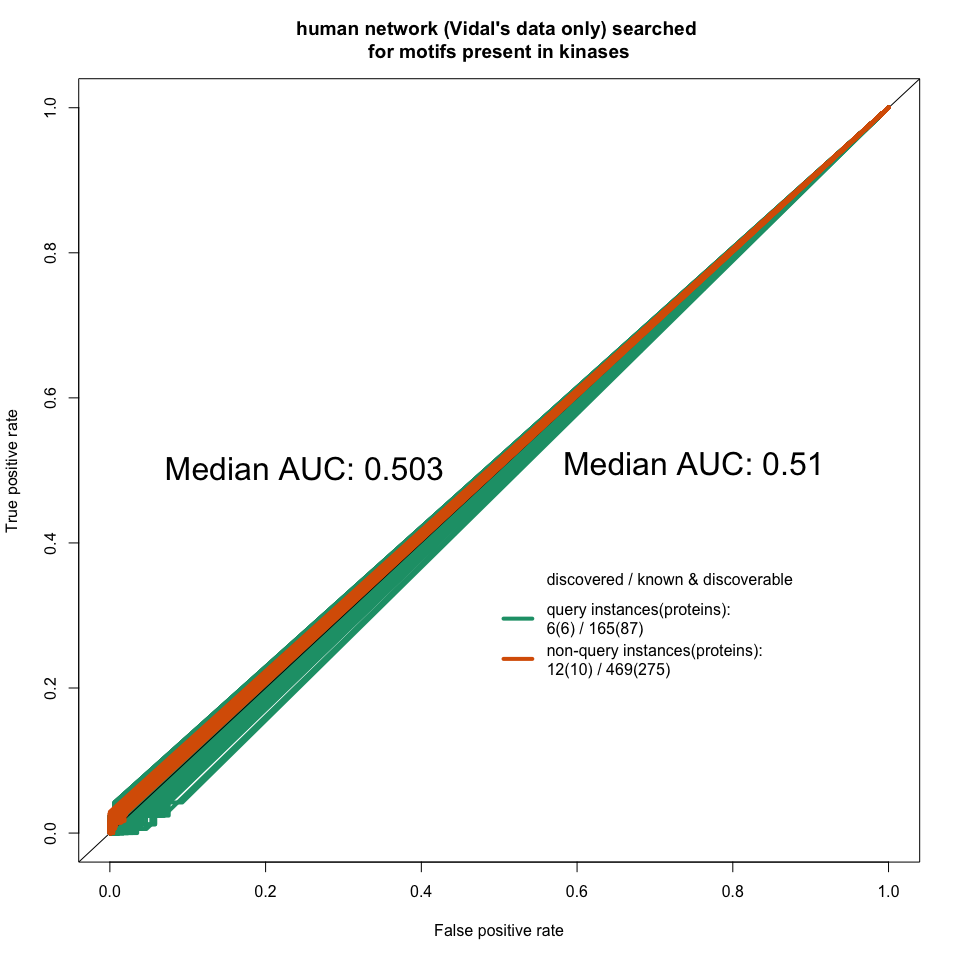 human network (Vidal's data only) searched
for motifs present in kinases
True positive rate
1.0
0.8
0.6
0.4
0.2
0.0
Median AUC: 0.503
Median AUC: 0.51
discovered / known & discoverable
query instances(proteins):
6(6) / 165(87)
non-query instances(proteins):
12(10) / 469(275)
0.0 0.2 0.4 0.6 0.8 1.0
False positive rate